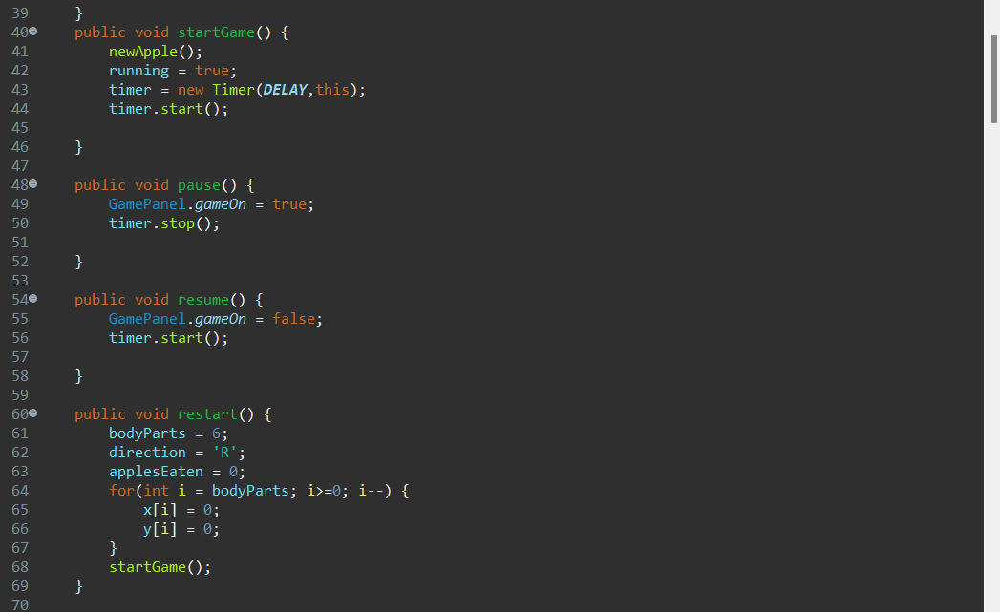 39     }
40     public void startGame() {
41         newApple();
42         running = true;
43         timer = new Timer(DELAY,this);
44         timer.start();
45
46     }
47
48     public void pause() {
49         GamePanel.gameOn = true;
50         timer.stop();
51
52     }
53
54     public void resume() {
55         GamePanel.gameOn = false;
56         timer.start();
57
58     }
59
60     public void restart() {
61         bodyParts = 6;
62         direction = 'R';
63         applesEaten = 0;
64         for(int i = bodyParts; i>=0; i--) {
65             x[i] = 0;
66             y[i] = 0;
67         }
68         startGame();
69     }
70